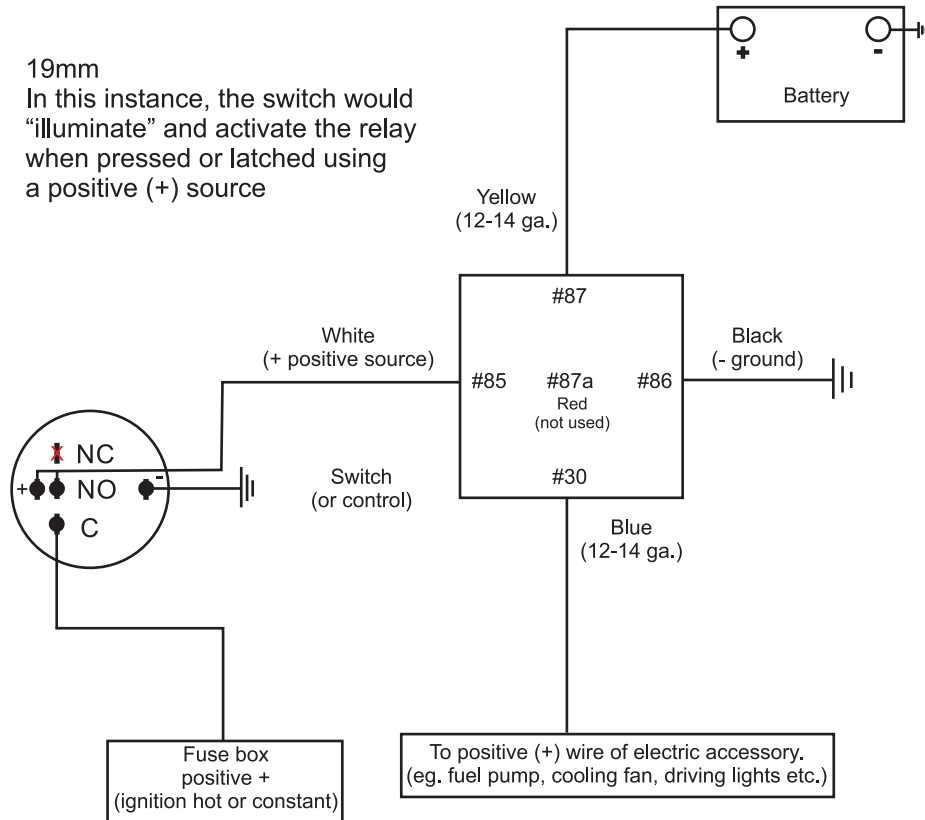 19mm
In this instance, the switch would
“illuminate” and activate the relay
when pressed or latched using
a positive (+) source
+
-
Battery
Yellow
(12-14 ga.)
#87
White
(+ positive source)
Black
(- ground)
#85
#87a
#86
Red
(not used)
NC
+
NO
-
C
Switch
(or control)
#30
Blue
(12-14 ga.)
Fuse box
positive +
(ignition hot or constant)
To positive (+) wire of electric accessory.
(eg. fuel pump, cooling fan, driving lights etc.)